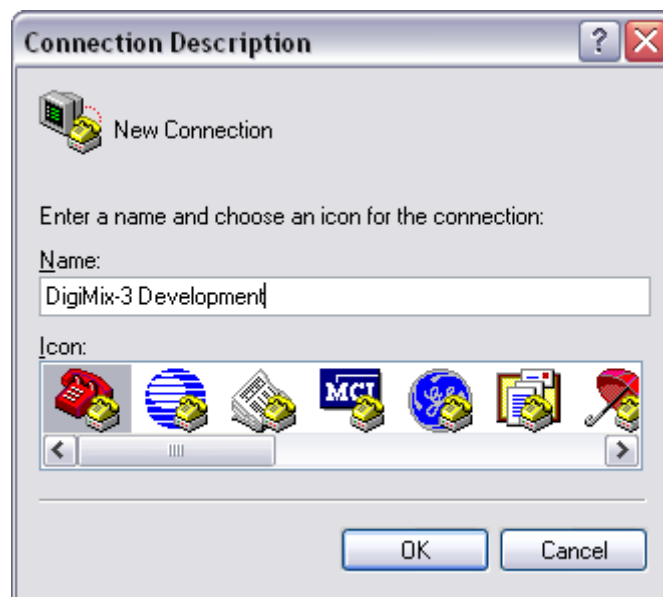 Connection Description
New Connection
Enter a name and choose an icon for the connection:
Name:
DigiMix-3 Development
Icon:
MCI
OK
Cancel